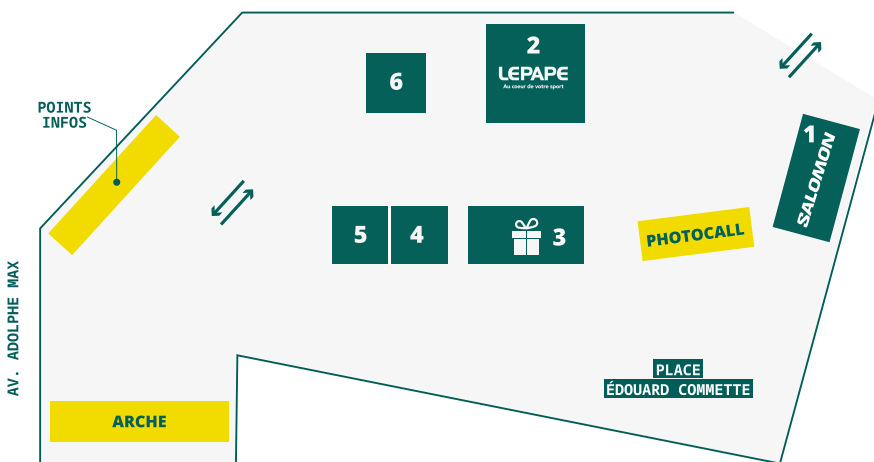 2
LEPAPE
Au coeur de votre sport
6
1
SALOMON
POINTS
INFOS
5
4
3
PHOTOCALL
AV. ADOLPHE MAX
PLACE
ÉDOUARD COMMETTE
ARCHE